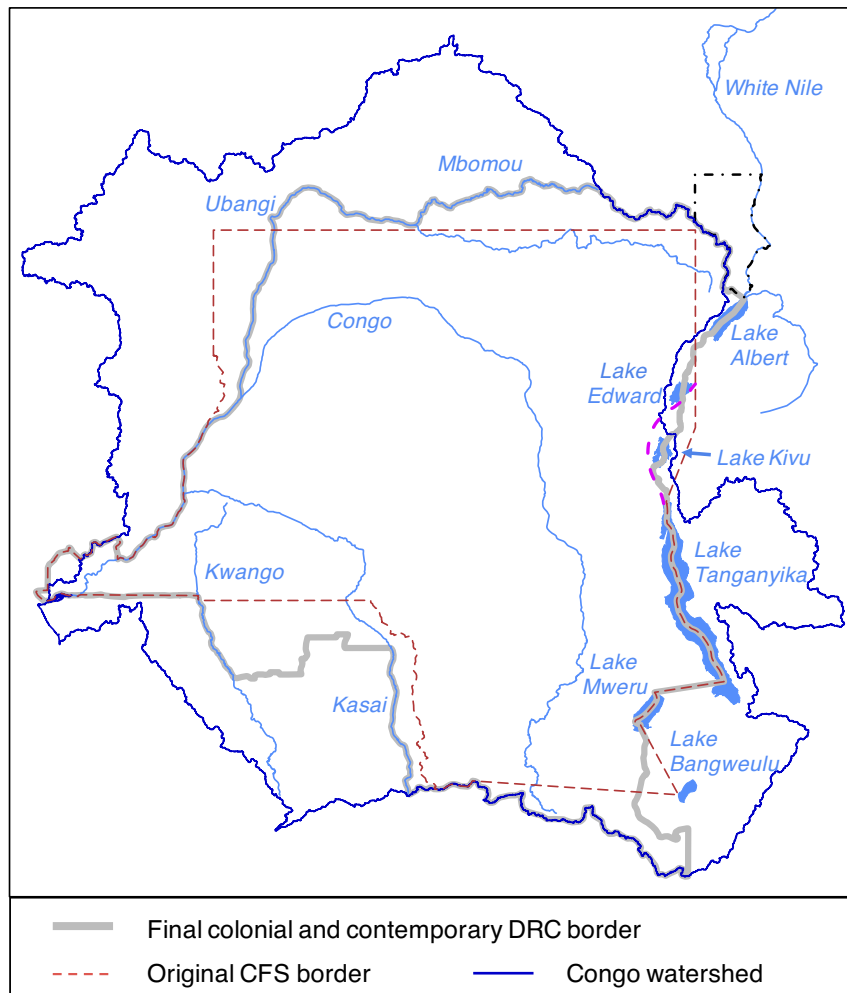 White Nile
Mbomou
Ubangi
Congo
Lake
Albert
Lake
Edward
Lake Kivu
Lake
Tanganyika
Kwango
Lake
Mweru
Kasai
Lake
Bangweulu
Final colonial and contemporary DRC border
Original CFS border
Congo watershed